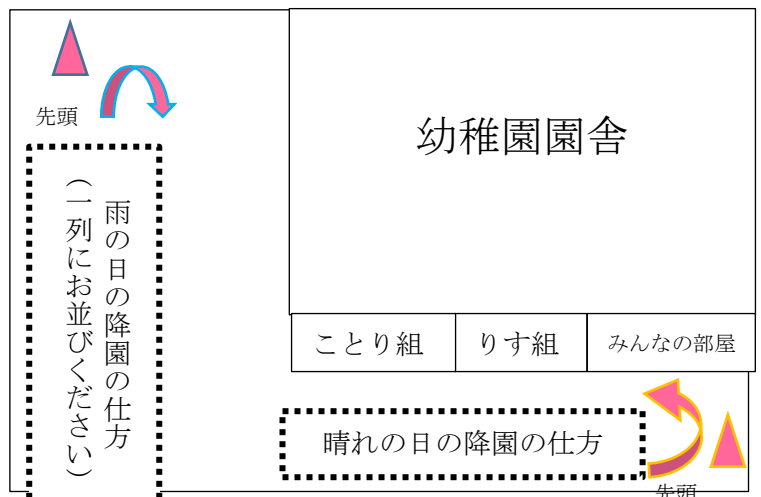 先頭
幼稚園園舎
雨の日の降園の仕方
（一列にお並びください）
ことり組
りす組
みんなの部屋
晴れの日の降園の仕方
先頭